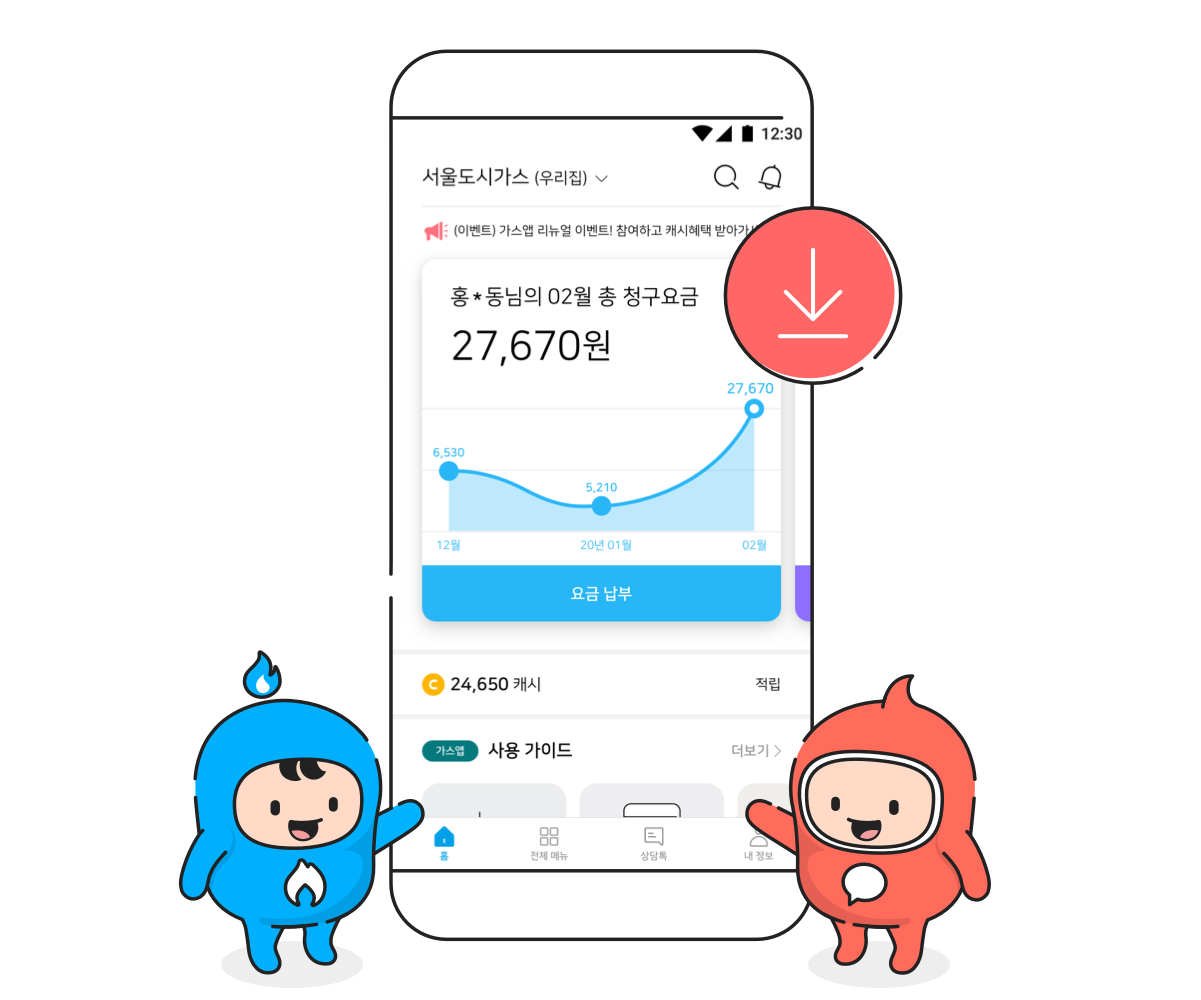 12:30
서울도시가스 (우리집)
(이벤트) 가스앱 리뉴얼 이벤트! 참여하고 캐시혜택 받아가
홍*동님의 02월 총 청구요금
27,670원
27,670
6,530
5,210
12월 20년 01월 02월
요금 납부
C 24,650 캐시 적립
가스앱 사용 가이드 더보기
홈 전체 메뉴 상담톡 내 정보